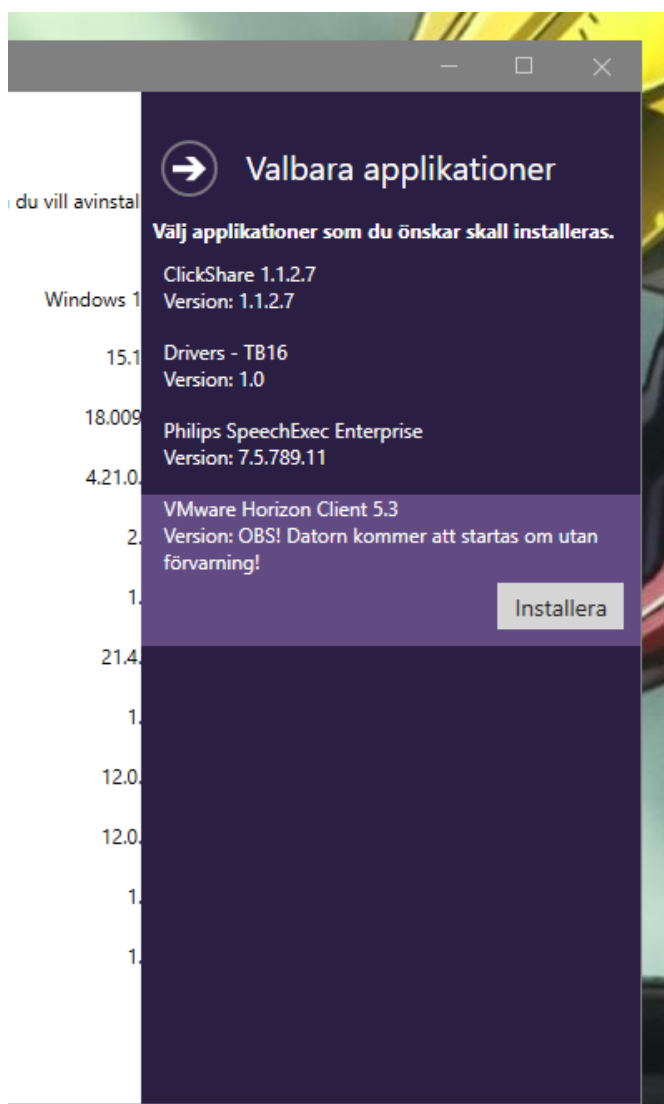 Valbara applikationer
Välj applikationer som du önskar skall installeras.
du vill avinstal
ClickShare 1.1.2.7
Version: 1.1.2.7
Windows 1
Drivers - TB16
Version: 1.0
15.1
18.009
Philips SpeechExec Enterprise
Version: 7.5.789.11
4.21.0.
VMware Horizon Client 5.3
Version: OBS! Datorn kommer att startas om utan
förvarning!
2.
Installera
1.
21.4.
1.
12.0.
12.0.
1.
1.